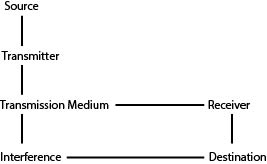 Source
Transmitter
Transmission Medium
Receiver
Interference
Destination